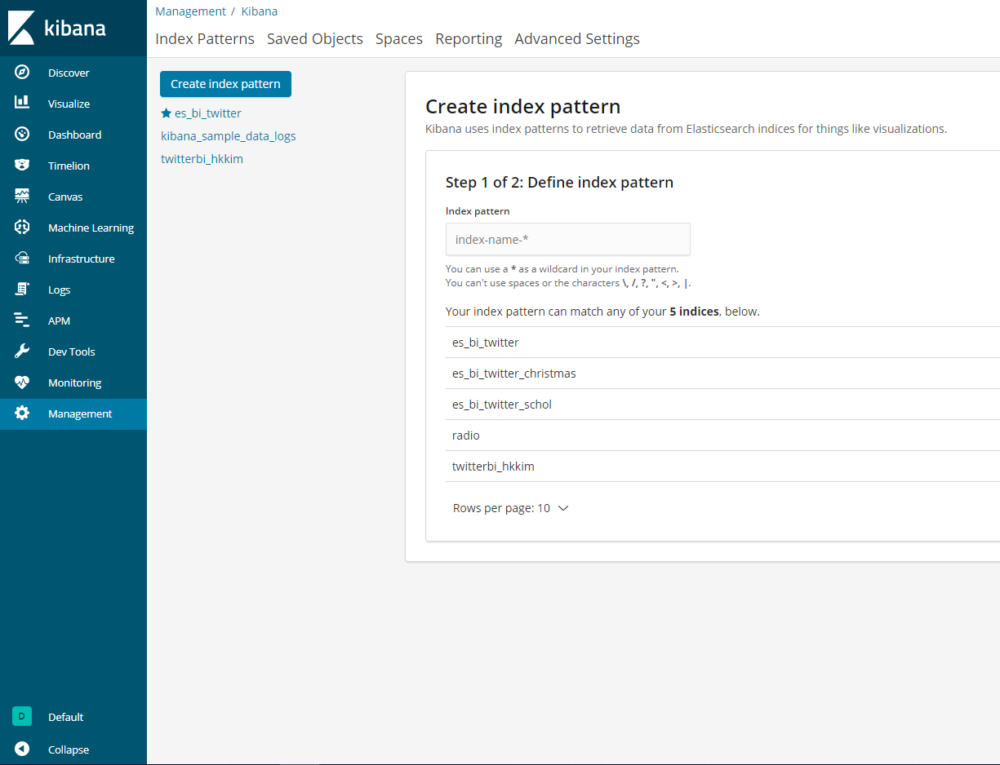 kibana
Discover
Visualize
Dashboard
Timelion
Canvas
Machine Learning
Infrastructure
Logs
APM
Dev Tools
Monitoring
Management
D Default
Collapse
Management / Kibana
Index Patterns Saved Objects Spaces Reporting Advanced Settings
Create index pattern
es_bi_twitter
kibana_sample_data_logs
twitterbi_hkkim
Create index pattern
Kibana uses index patterns to retrieve data from Elasticsearch indices for things like visualizations.
Step 1 of 2: Define index pattern
Index pattern
index-name-*
You can use a * as a wildcard in your index pattern.
You can't use spaces or the characters \, /, ?, ", <, >, |.
Your index pattern can match any of your 5 indices, below.
es_bi_twitter
es_bi_twitter_christmas
es_bi_twitter_schol
radio
twitterbi_hkkim
Rows per page: 10